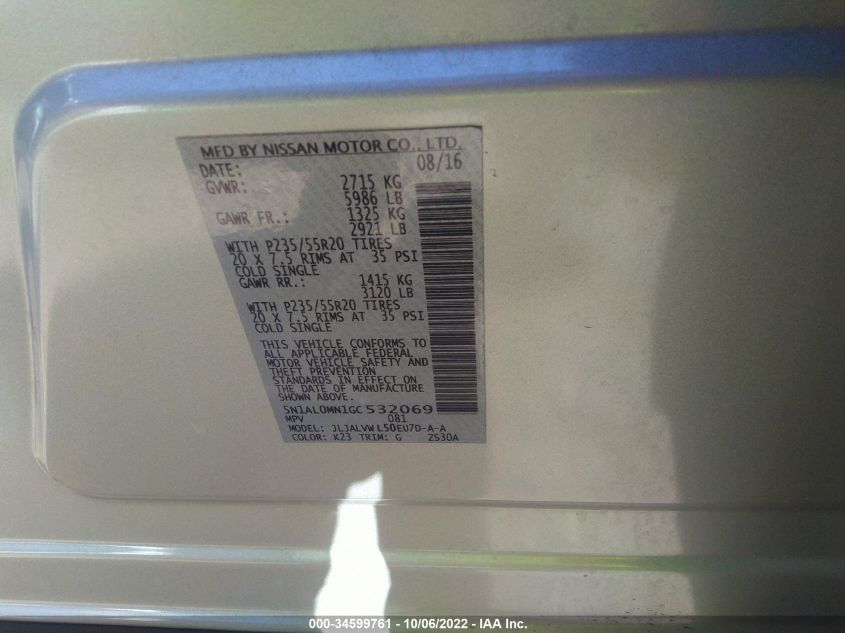 MFD BY NISSAN MOTOR CO., LTD.
DATE: 08/16
GVWR: 2715 KG
5986 LB
GAWR FR.: 1325 KG
2921 LB
WITH P235/55R20 TIRES
20 X 7.5 RIMS AT 35 PSI
COLD SINGLE
GAWR RR.: 1415 KG
3120 LB
WITH P235/55R20 TIRES
20 X 7.5 RIMS AT 35 PSI
COLD SINGLE
THIS VEHICLE CONFORMS TO
ALL APPLICABLE FEDERAL
MOTOR VEHICLE SAFETY AND
THEFT PREVENTION
STANDARDS IN EFFECT ON
THE DATE OF MANUFACTURE
SHOWN ABOVE.
5N1AL0MN1GC532069
MPV 081
MODEL: JLJALVWL50EU7D-A-A
COLOR: K23 TRIM: G ZS30A
000-34599761 - 10/06/2022 - IAA Inc.